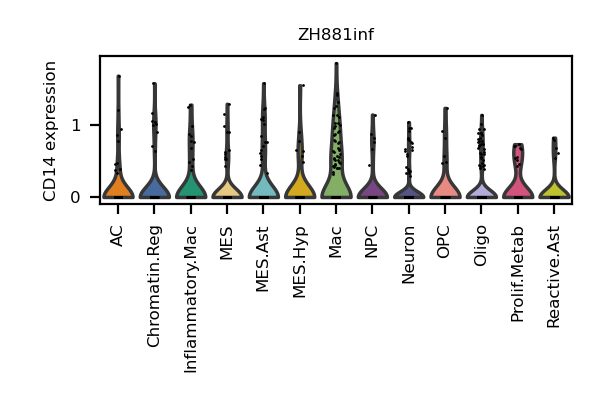 ZH881inf
CD14 expression
1
0
AC
Chromatin.Reg
Inflammatory.Mac
MES
MES.Ast
MES.Hyp
Mac
NPC
Neuron
OPC
Oligo
Prolif.Metab
Reactive.Ast